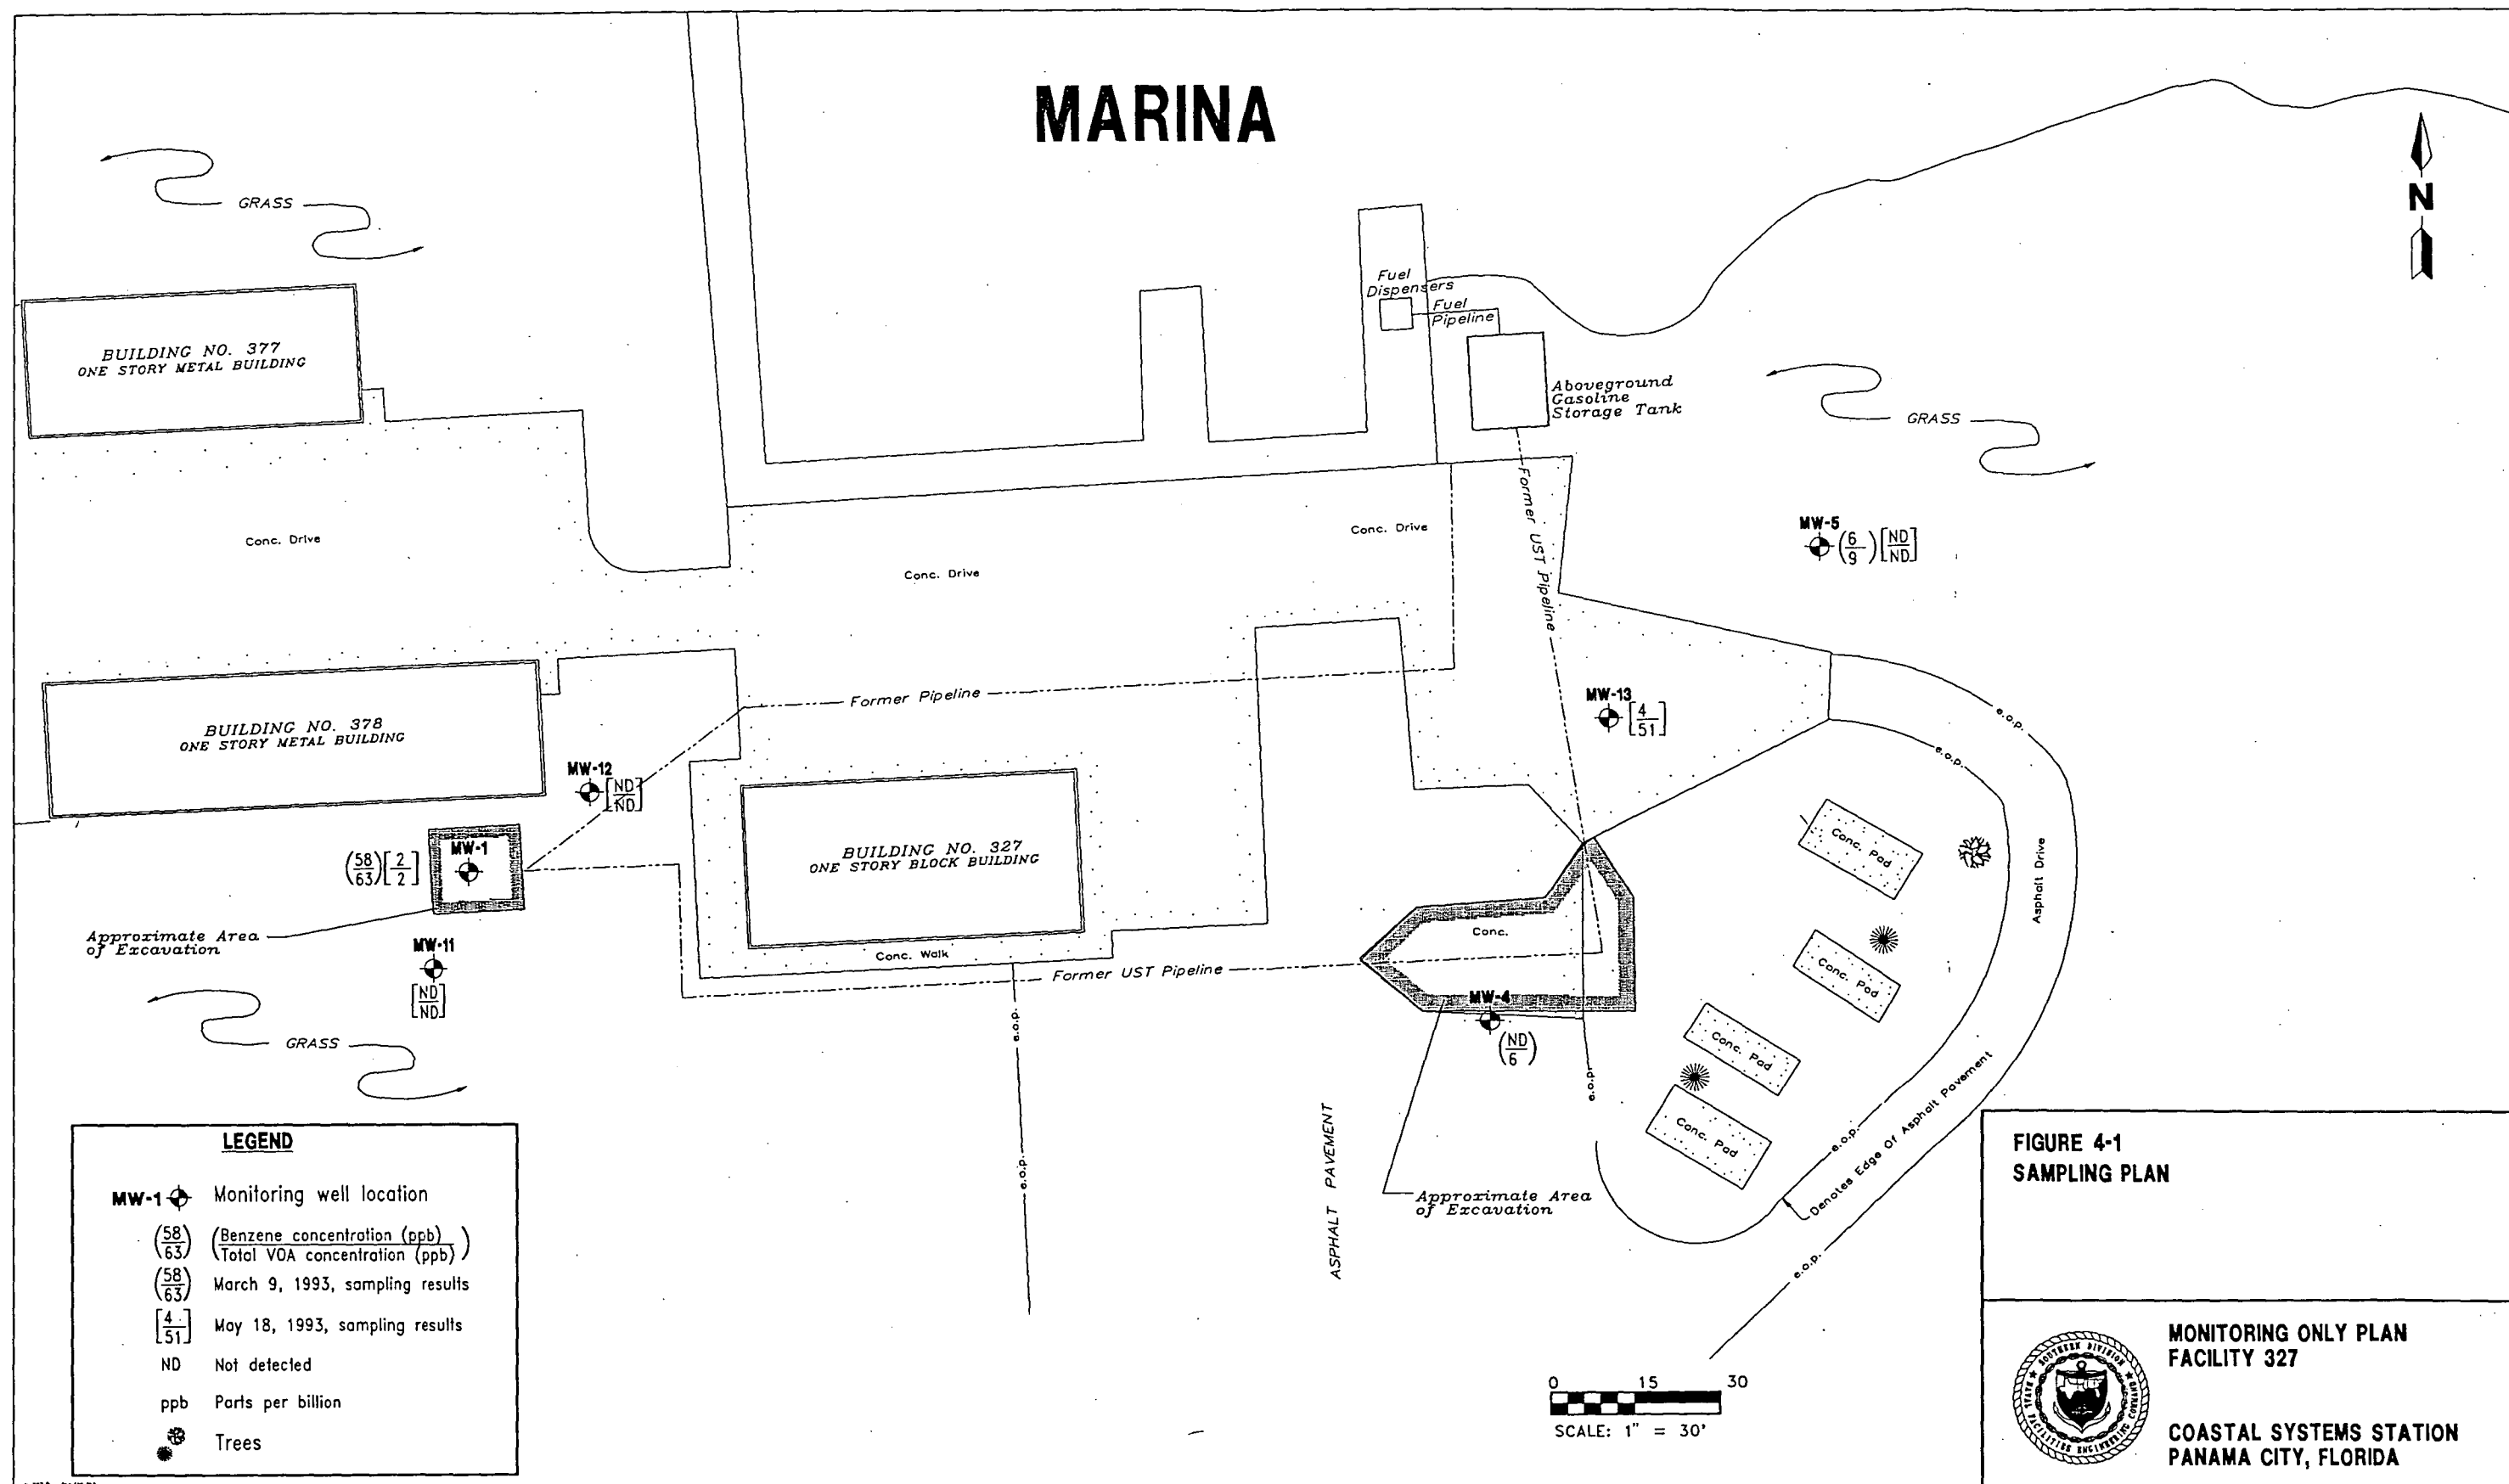 MARINA
N
GRASS
Fuel
Dispensers
Fuel
Pipeline
BUILDING NO. 377
ONE STORY METAL BUILDING
Aboveground
Gasoline
Storage Tank
GRASS
Former UST Pipeline
Conc. Drive
Conc. Drive
Conc. Drive
MW-5
(6/9) [ND/ND]
MW-13
[4/51]
Former Pipeline
e.o.p.
e.o.p.
BUILDING NO. 378
ONE STORY METAL BUILDING
MW-12
[ND/ND]
BUILDING NO. 327
ONE STORY BLOCK BUILDING
MW-1
(58/63) [2/2]
Conc. Pad
Asphalt Drive
Approximate Area
of Excavation
MW-11
[ND/ND]
Conc. Walk
Former UST Pipeline
Conc.
MW-4
(ND/6)
Conc. Pad
Conc. Pad
Conc. Pad
GRASS
e.o.p.
e.o.p.
e.o.p.
ASPHALT PAVEMENT
Approximate Area
of Excavation
e.o.p.
Denotes Edge Of Asphalt Pavement
e.o.p.
LEGEND
MW-1 Monitoring well location
(58/63) (Benzene concentration (ppb)/Total VOA concentration (ppb))
(58/63) March 9, 1993, sampling results
[4/51] May 18, 1993, sampling results
ND Not detected
ppb Parts per billion
Trees
0 15 30
SCALE: 1" = 30'
FIGURE 4-1
SAMPLING PLAN
SOUTHERN DIVISION
NAVAL FACILITIES ENGINEERING COMMAND
MONITORING ONLY PLAN
FACILITY 327
COASTAL SYSTEMS STATION
PANAMA CITY, FLORIDA